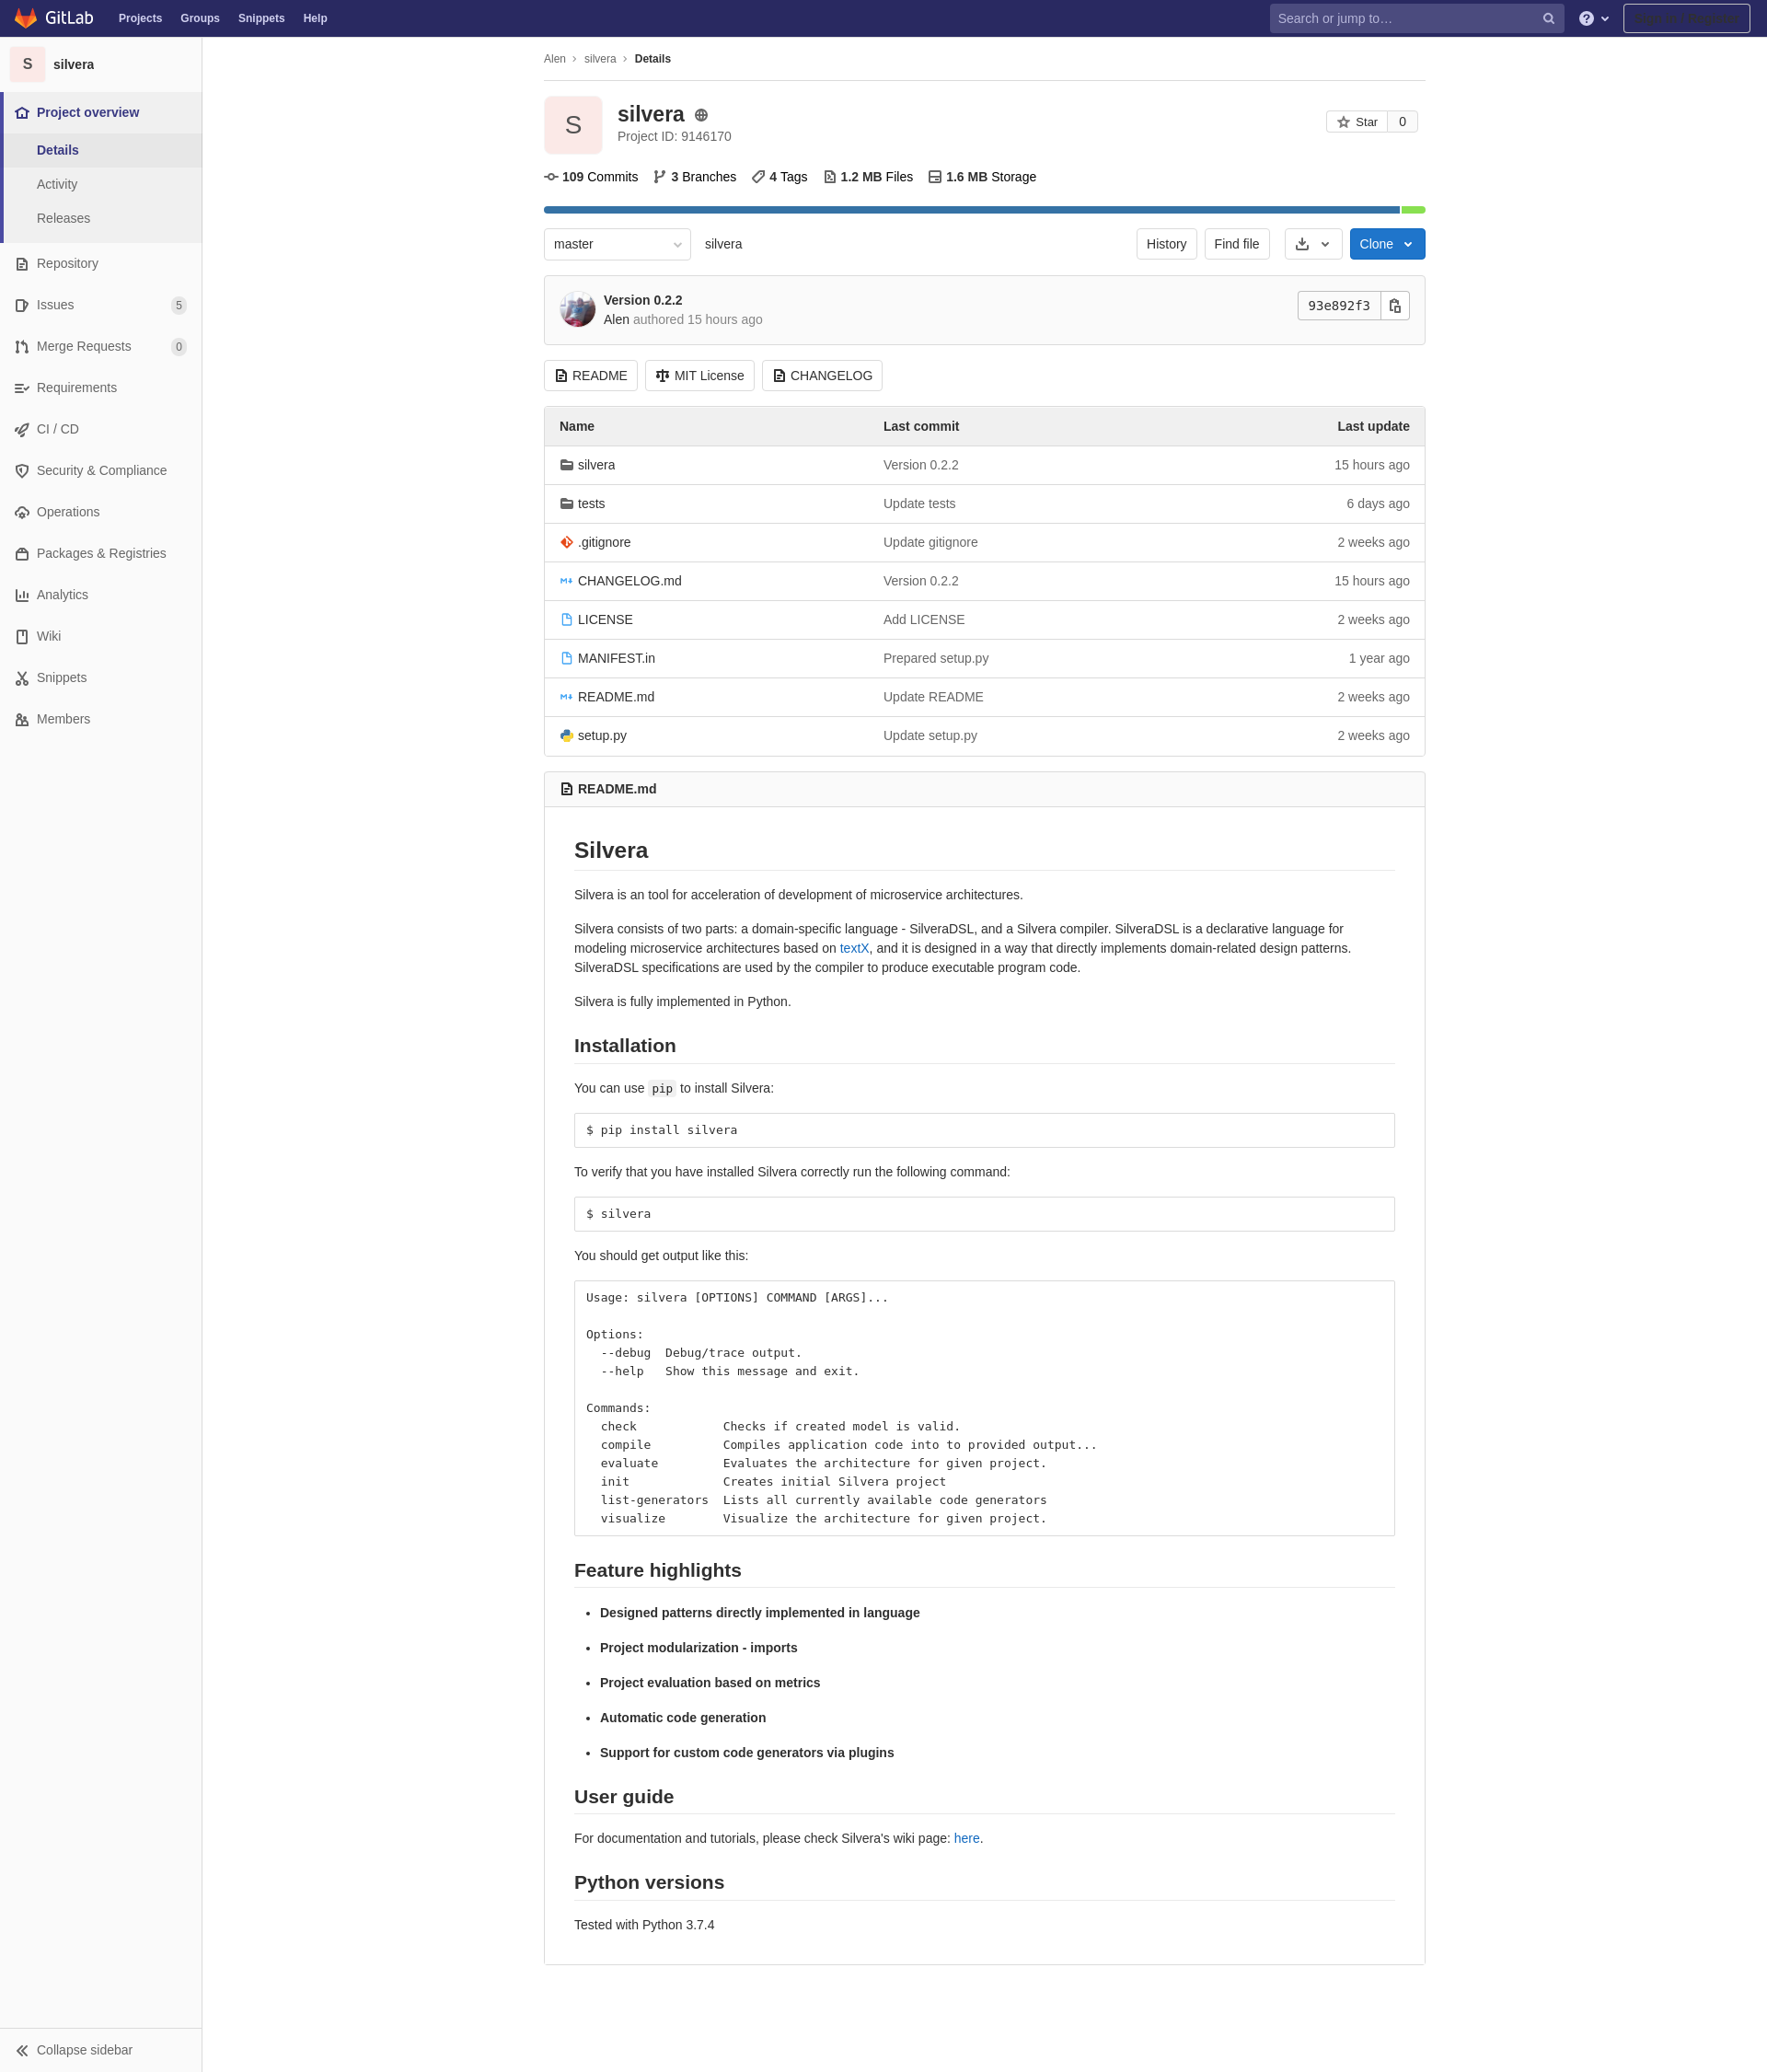 GitLab Projects Groups Snippets Help Search or jump to…
S silvera
Project overview
Details
Activity
Releases
Repository
Issues 5
Merge Requests 0
Requirements
CI / CD
Security & Compliance
Operations
Packages & Registries
Analytics
Wiki
Snippets
Members
Collapse sidebar
Alen silvera Details
S
silvera
Project ID: 9146170
Star 0
109 Commits 3 Branches 4 Tags 1.2 MB Files 1.6 MB Storage
master silvera History Find file Clone
Version 0.2.2
Alen authored 15 hours ago
93e892f3
README MIT License CHANGELOG
Name Last commit Last update
silvera Version 0.2.2 15 hours ago
tests Update tests 6 days ago
.gitignore Update gitignore 2 weeks ago
CHANGELOG.md Version 0.2.2 15 hours ago
LICENSE Add LICENSE 2 weeks ago
MANIFEST.in Prepared setup.py 1 year ago
README.md Update README 2 weeks ago
setup.py Update setup.py 2 weeks ago
README.md
Silvera
Silvera is an tool for acceleration of development of microservice architectures.
Silvera consists of two parts: a domain-specific language - SilveraDSL, and a Silvera compiler. SilveraDSL is a declarative language for
modeling microservice architectures based on textX, and it is designed in a way that directly implements domain-related design patterns.
SilveraDSL specifications are used by the compiler to produce executable program code.
Silvera is fully implemented in Python.
Installation
You can use pip to install Silvera:
$ pip install silvera
To verify that you have installed Silvera correctly run the following command:
$ silvera
You should get output like this:
Usage: silvera [OPTIONS] COMMAND [ARGS]...
Options:
--debug Debug/trace output.
--help Show this message and exit.
Commands:
check Checks if created model is valid.
compile Compiles application code into to provided output...
evaluate Evaluates the architecture for given project.
init Creates initial Silvera project
list-generators Lists all currently available code generators
visualize Visualize the architecture for given project.
Feature highlights
• Designed patterns directly implemented in language
• Project modularization - imports
• Project evaluation based on metrics
• Automatic code generation
• Support for custom code generators via plugins
User guide
For documentation and tutorials, please check Silvera's wiki page: here.
Python versions
Tested with Python 3.7.4